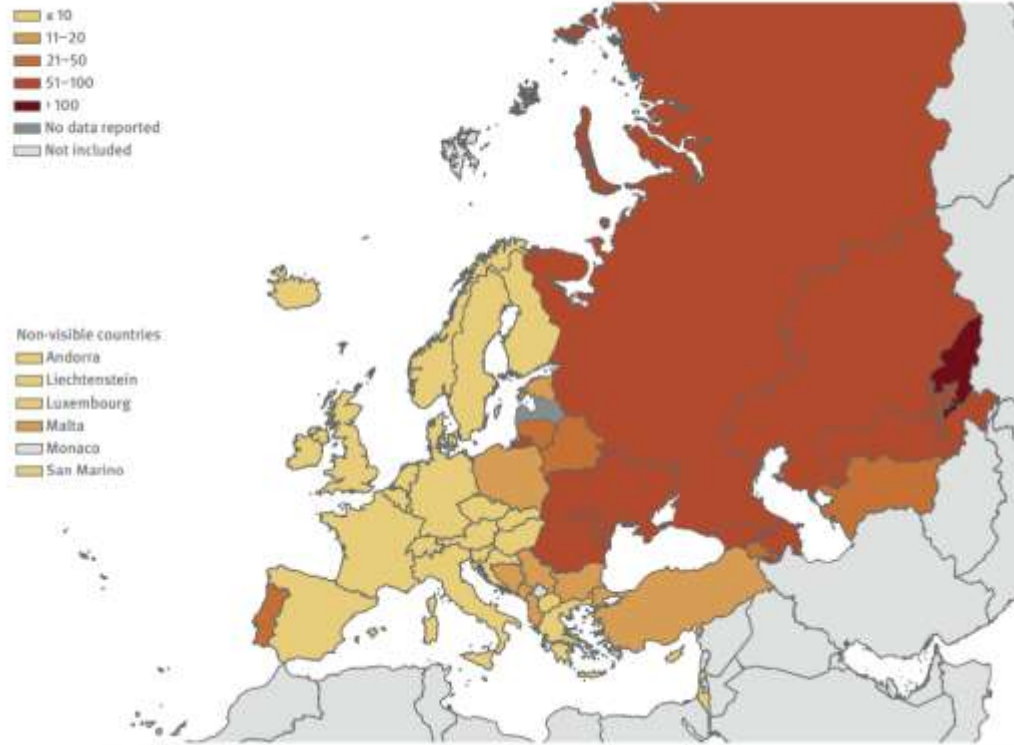 ≤ 10
11–20
21–50
51–100
> 100
No data reported
Not included
Non-visible countries
Andorra
Liechtenstein
Luxembourg
Malta
Monaco
San Marino